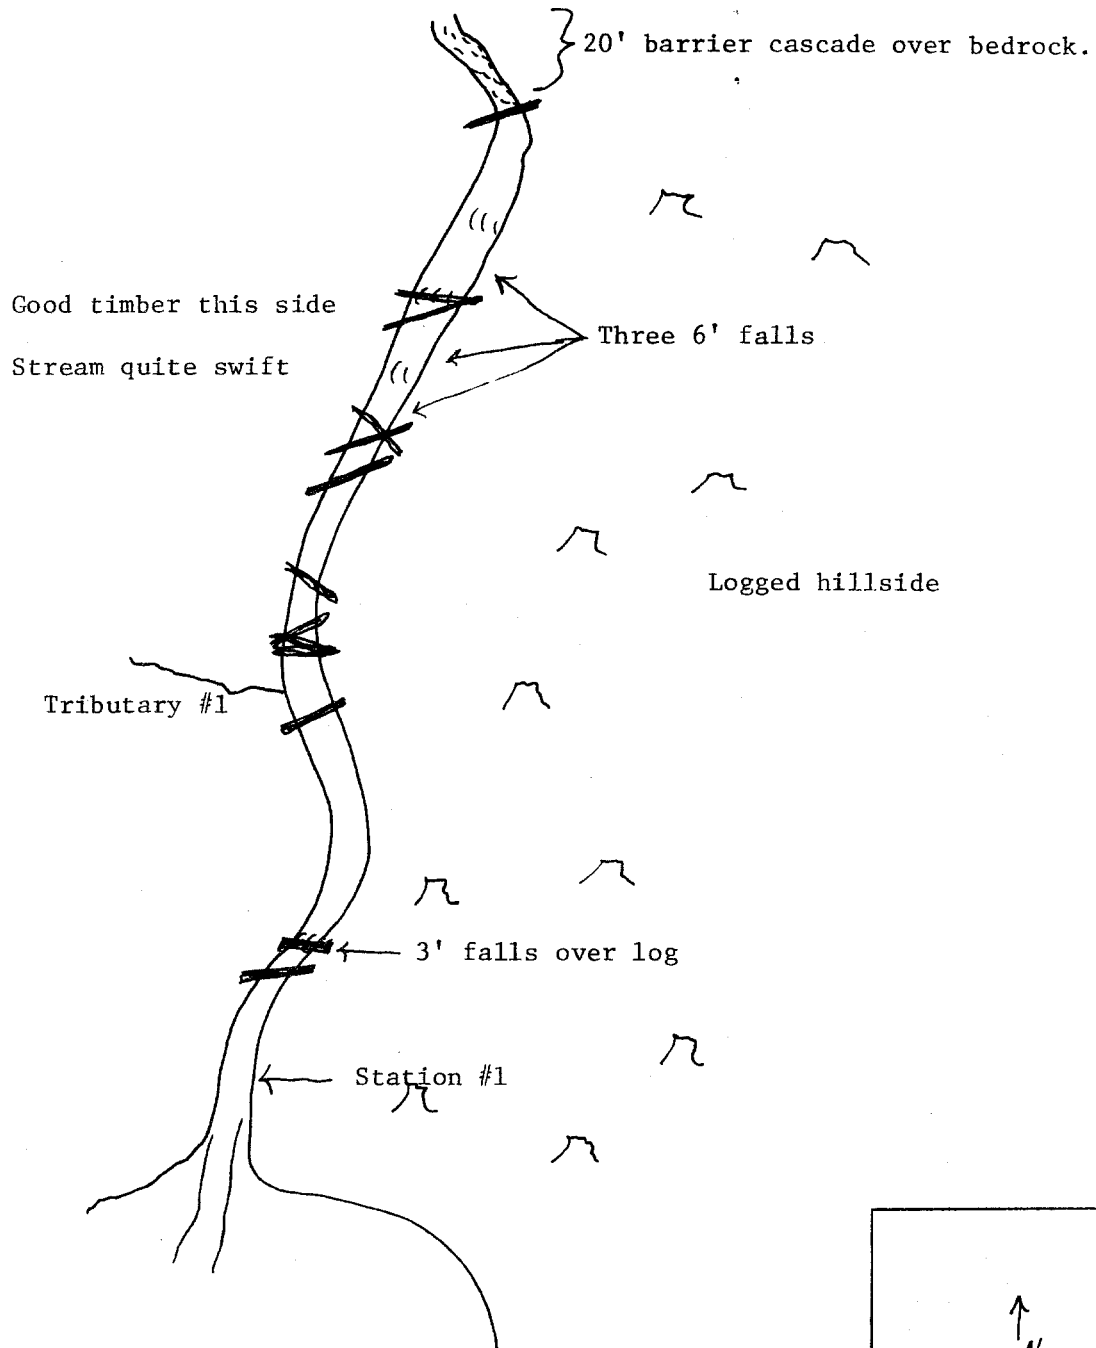 20' barrier cascade over bedrock.
Good timber this side
Three 6' falls
Stream quite swift
Logged hillside
Tributary #1
3' falls over log
Station #1
N